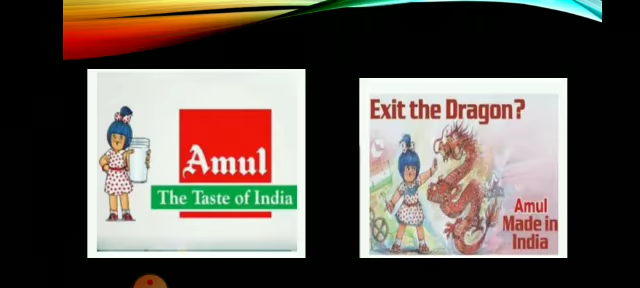 Amul
The Taste of India
Exit the Dragon?
Amul
Made in
India